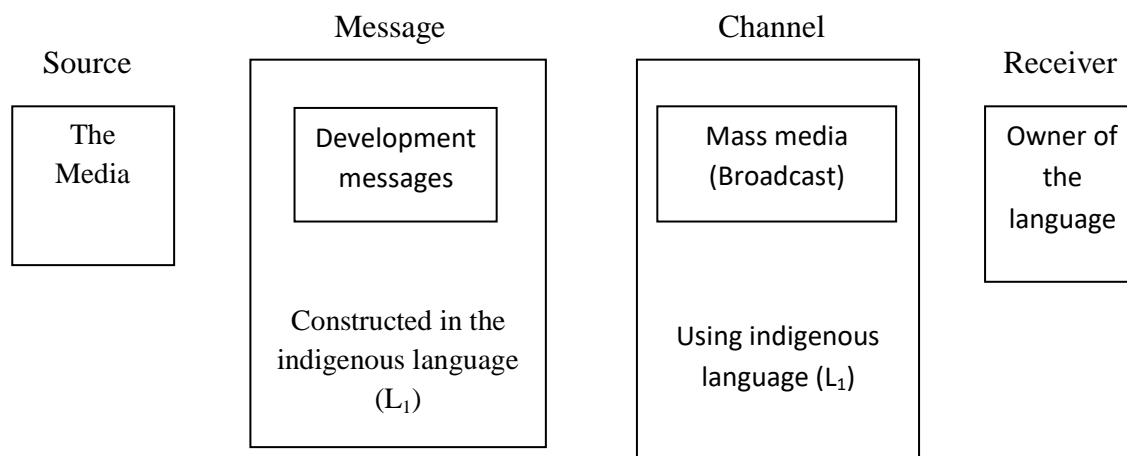 Source
The
Media
Message
Development
messages
Constructed in the
indigenous language
(L₁)
Channel
Mass media
(Broadcast)
Using indigenous
language (L₁)
Receiver
Owner of
the
language